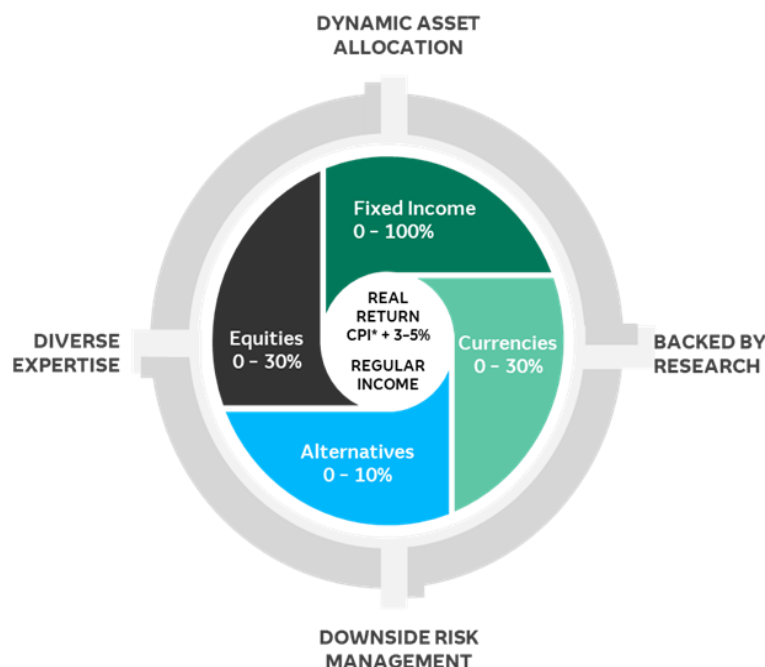 DYNAMIC ASSET
ALLOCATION
Fixed Income
0 – 100%
REAL
RETURN
CPI* + 3–5%
REGULAR
INCOME
DIVERSE
EXPERTISE
Equities
0 – 30%
Currencies
0 – 30%
BACKED BY
RESEARCH
Alternatives
0 – 10%
DOWNSIDE RISK
MANAGEMENT